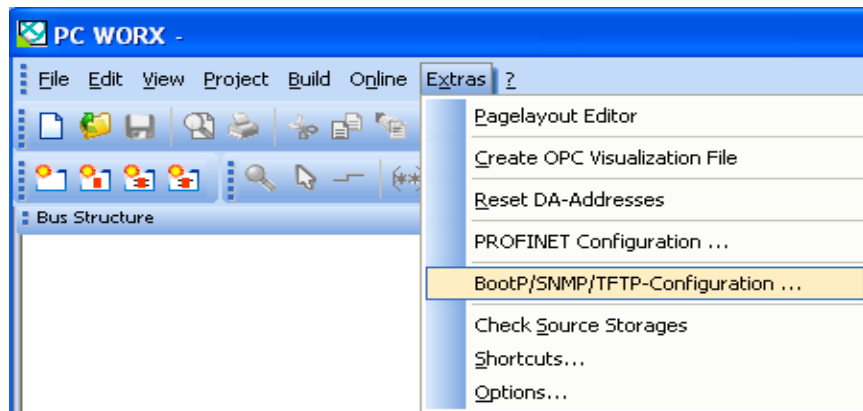 PC WORX -
File Edit View Project Build Online Extras ?
Pagelayout Editor
Create OPC Visualization File
Reset DA-Addresses
Bus Structure
PROFINET Configuration ...
BootP/SNMP/TFTP-Configuration ...
Check Source Storages
Shortcuts...
Options...